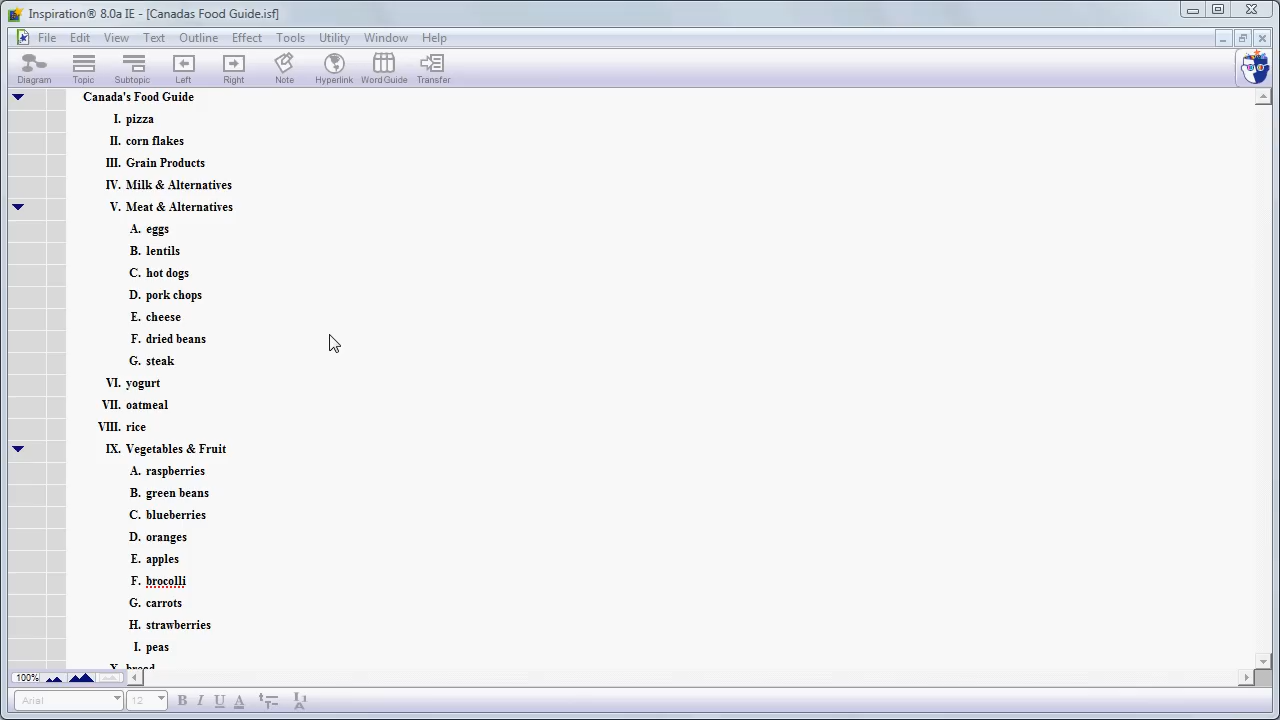 Inspiration® 8.0a IE - [Canadas Food Guide.isf]
File Edit View Text Outline Effect Tools Utility Window Help
Diagram Topic Subtopic Left Right Note Hyperlink Word Guide Transfer
Canada's Food Guide
I. pizza
II. corn flakes
III. Grain Products
IV. Milk & Alternatives
V. Meat & Alternatives
A. eggs
B. lentils
C. hot dogs
D. pork chops
E. cheese
F. dried beans
G. steak
VI. yogurt
VII. oatmeal
VIII. rice
IX. Vegetables & Fruit
A. raspberries
B. green beans
C. blueberries
D. oranges
E. apples
F. brocolli
G. carrots
H. strawberries
I. peas
X. bread
100%
Arial 12 B I U A